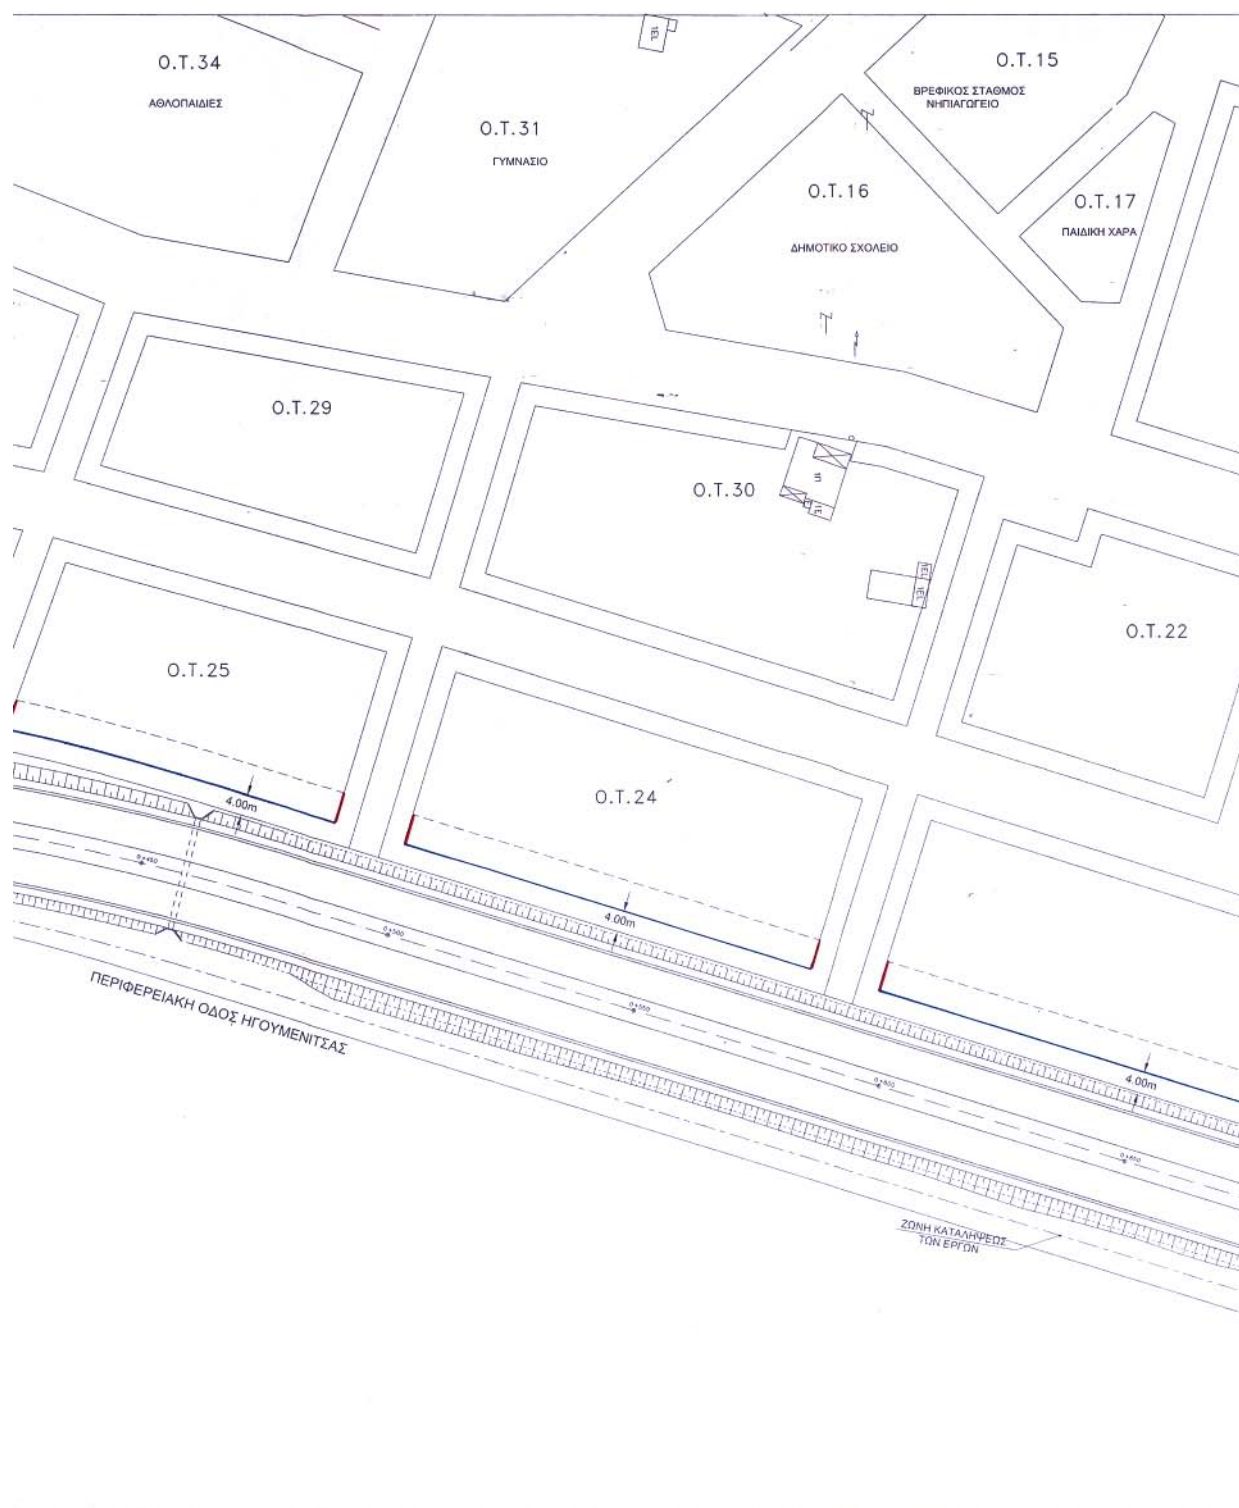 Ο.Τ.34
ΑΘΛΟΠΑΙΔΙΕΣ
Ο.Τ.31
ΓΥΜΝΑΣΙΟ
Ο.Τ.15
ΒΡΕΦΙΚΟΣ ΣΤΑΘΜΟΣ
ΝΗΠΙΑΓΩΓΕΙΟ
Ο.Τ.16
ΔΗΜΟΤΙΚΟ ΣΧΟΛΕΙΟ
Ο.Τ.17
ΠΑΙΔΙΚΗ ΧΑΡΑ
Ο.Τ.29
Ο.Τ.30
Ο.Τ.22
Ο.Τ.25
Ο.Τ.24
4.00m
4.00m
4.00m
ΠΕΡΙΦΕΡΕΙΑΚΗ ΟΔΟΣ ΗΓΟΥΜΕΝΙΤΣΑΣ
ΖΩΝΗ ΚΑΤΑΛΗΨΕΩΣ
ΤΩΝ ΕΡΓΩΝ